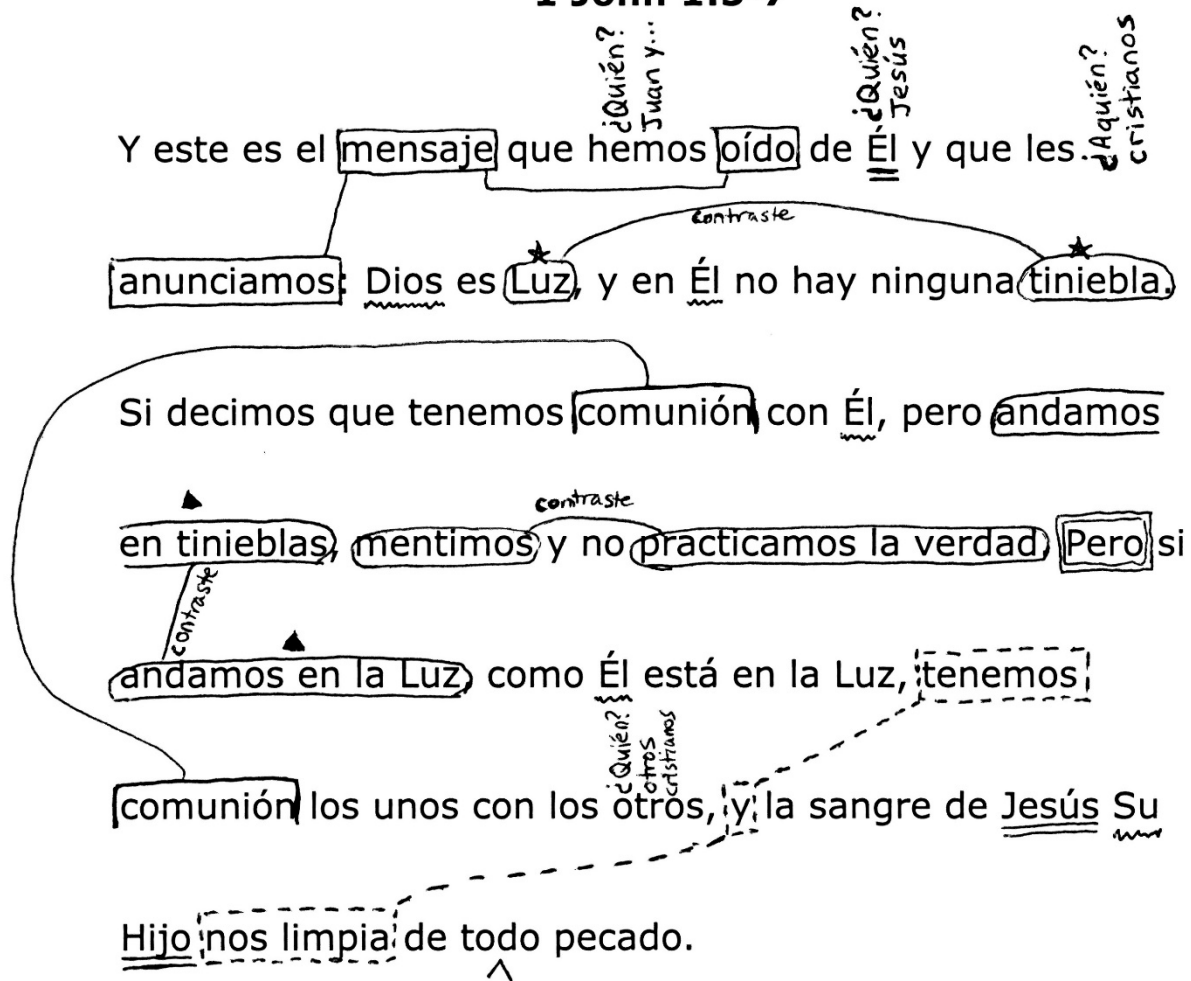 1 John 1:5-7
¿Quién?
Juan y...
¿Quién?
Jesús
¿Aquién?
cristianos
Y este es el mensaje que hemos oído de Él y que les
contraste
anunciamos: Dios es Luz, y en Él no hay ninguna tiniebla.
Si decimos que tenemos comunión con Él, pero andamos
contraste
en tinieblas, mentimos y no practicamos la verdad. Pero si
contraste
andamos en la Luz, como Él está en la Luz, tenemos
¿Quién?
otros
cristianos
comunión los unos con los otros, y la sangre de Jesús Su
Hijo nos limpia de todo pecado.